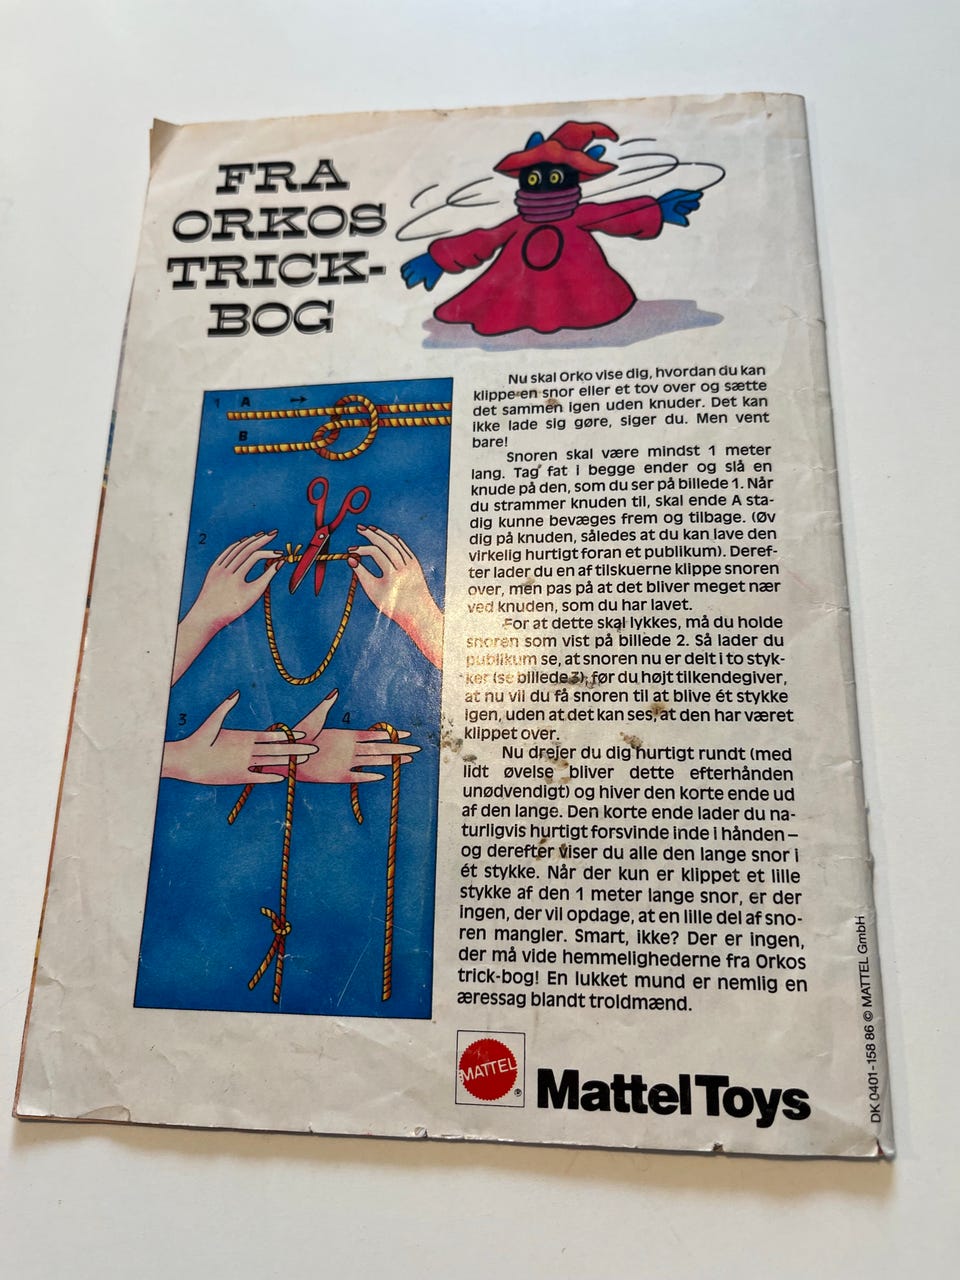 FRA
ORKOS
TRICK-
BOG
Nu skal Orko vise dig, hvordan du kan
klippe en snor eller et tov over og sætte
det sammen igen uden knuder. Det kan
ikke lade sig gøre, siger du. Men vent
bare!
Snoren skal være mindst 1 meter
lang. Tag fat i begge ender og slå en
knude på den, som du ser på billede 1. Når
du strammer knuden til, skal ende A sta-
dig kunne bevæges frem og tilbage. (Øv
dig på knuden, således at du kan lave den
virkelig hurtigt foran et publikum). Deref-
ter lader du en af tilskuerne klippe snoren
over, men pas på at det bliver meget nær
ved knuden, som du har lavet.
For at dette skal lykkes, må du holde
snoren som vist på billede 2. Så lader du
publikum se, at snoren nu er delt i to styk-
ker (se billede 3), før du højt tilkendegiver,
at nu vil du få snoren til at blive ét stykke
igen, uden at det kan ses, at den har været
klippet over.
Nu drejer du dig hurtigt rundt (med
lidt øvelse bliver dette efterhånden
unødvendigt) og hiver den korte ende ud
af den lange. Den korte ende lader du na-
turligvis hurtigt forsvinde inde i hånden –
og derefter viser du alle den lange snor i
ét stykke. Når der kun er klippet et lille
stykke af den 1 meter lange snor, er der
ingen, der vil opdage, at en lille del af sno-
ren mangler. Smart, ikke? Der er ingen,
der må vide hemmelighederne fra Orkos
trick-bog! En lukket mund er nemlig en
æressag blandt troldmænd.
1 A
B
2
3
4
O
MATTEL
®
Mattel Toys
DK 0401-158 86 © MATTEL GmbH